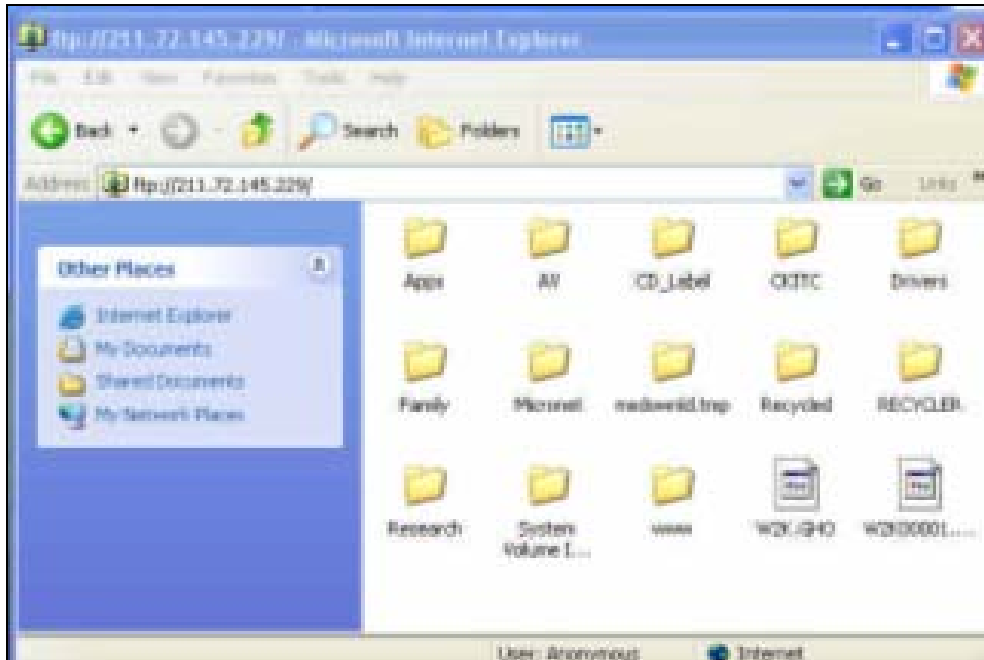 ftp://211.72.145.229/ - Microsoft Internet Explorer
File Edit View Favorites Tools Help
Back Search Folders
Address ftp://211.72.145.229/ Go Links
Other Places
Internet Explorer
My Documents
Shared Documents
My Network Places
Apps AV CD_Label Drivers
Family Micronet Recycled RECYCLER
Research System Volume I... www W2K.GHO W2K00001....
User: Anonymous Internet